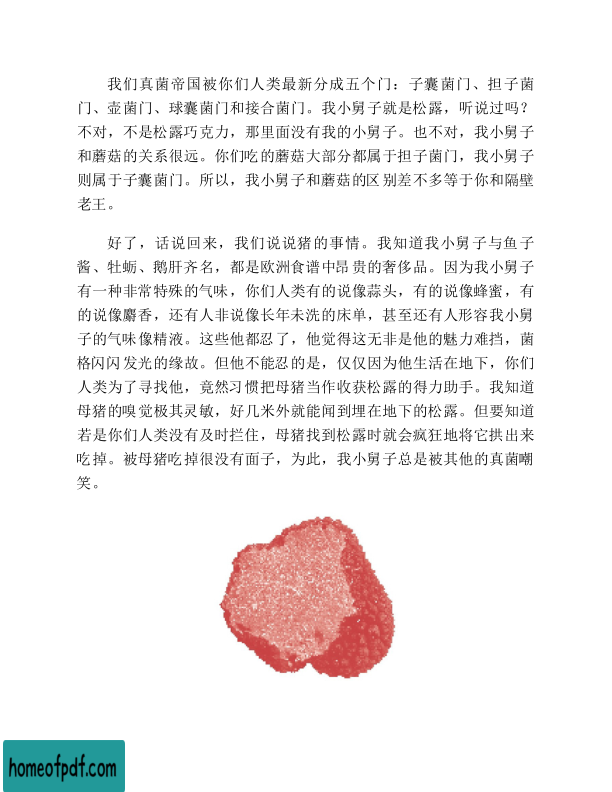 我们真菌帝国被你们人类最新分成五个门：子囊菌门、担子菌
门、壶菌门、球囊菌门和接合菌门。我小舅子就是松露，听说过吗？
不对，不是松露巧克力，那里面没有我的小舅子。也不对，我小舅子
和蘑菇的关系很远。你们吃的蘑菇大部分都属于担子菌门，我小舅子
则属于子囊菌门。所以，我小舅子和蘑菇的区别差不多等于你和隔壁
老王。
好了，话说回来，我们说说猪的事情。我知道我小舅子与鱼子
酱、牡蛎、鹅肝齐名，都是欧洲食谱中昂贵的奢侈品。因为我小舅子
有一种非常特殊的气味，你们人类有的说像蒜头，有的说像蜂蜜，有
的说像麝香，还有人非说像长年未洗的床单，甚至还有人形容我小舅
子的气味像精液。这些他都忍了，他觉得这无非是他的魅力难挡，菌
格闪闪发光的缘故。但他不能忍的是，仅仅因为他生活在地下，你们
人类为了寻找他，竟然习惯把母猪当作收获松露的得力助手。我知道
母猪的嗅觉极其灵敏，好几米外就能闻到埋在地下的松露。但要知道
若是你们人类没有及时拦住，母猪找到松露时就会疯狂地将它拱出来
吃掉。被母猪吃掉很没有面子，为此，我小舅子总是被其他的真菌嘲
笑。
homeofpdf.com